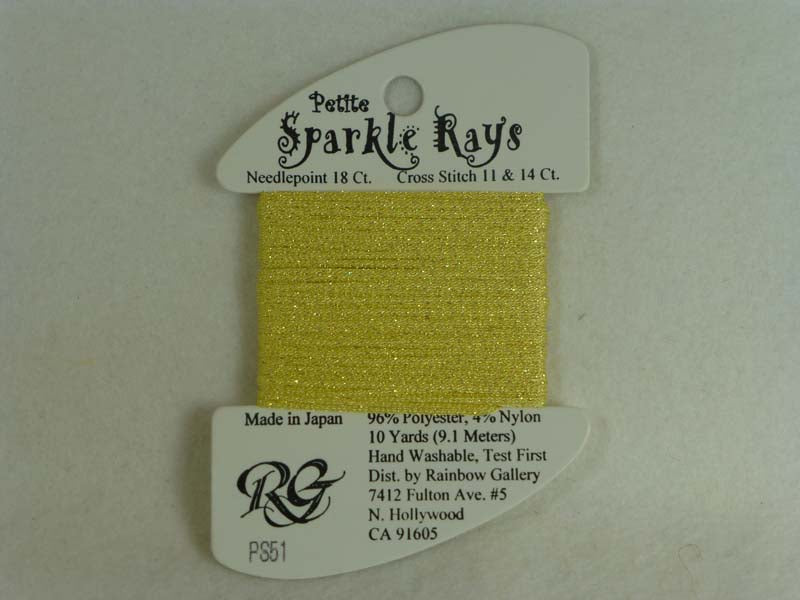 Petite
Sparkle Rays
Needlepoint 18 Ct. Cross Stitch 11 & 14 Ct.
Made in Japan
96% Polyester, 4% Nylon
10 Yards (9.1 Meters)
Hand Washable, Test First
Dist. by Rainbow Gallery
7412 Fulton Ave. #5
N. Hollywood
CA 91605
RG
PS51